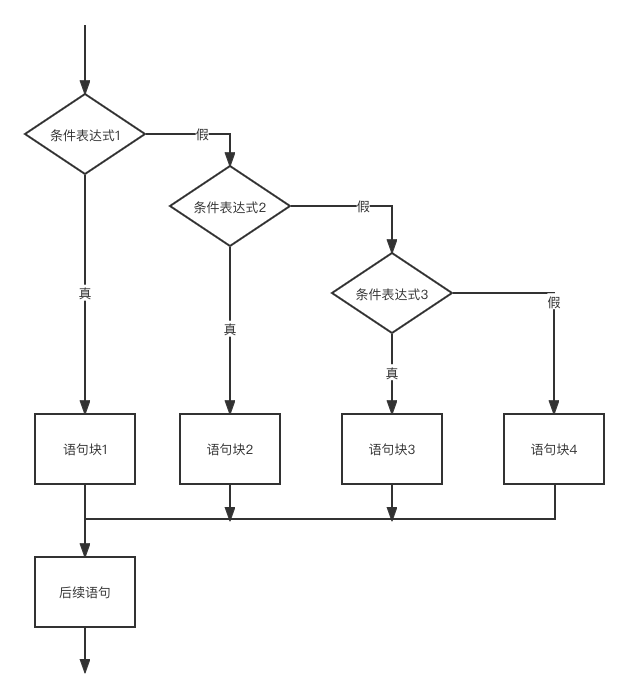 条件表达式1
假
条件表达式2
假
条件表达式3
假
真
真
真
语句块1
语句块2
语句块3
语句块4
后续语句